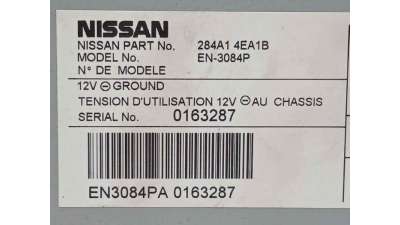 NISSAN
NISSAN PART No. 284A1 4EA1B
MODEL No. EN-3084P
N° DE MODELE
12V ⊖ GROUND
TENSION D'UTILISATION 12V ⊖ AU CHASSIS
SERIAL No. 0163287
EN3084PA 0163287